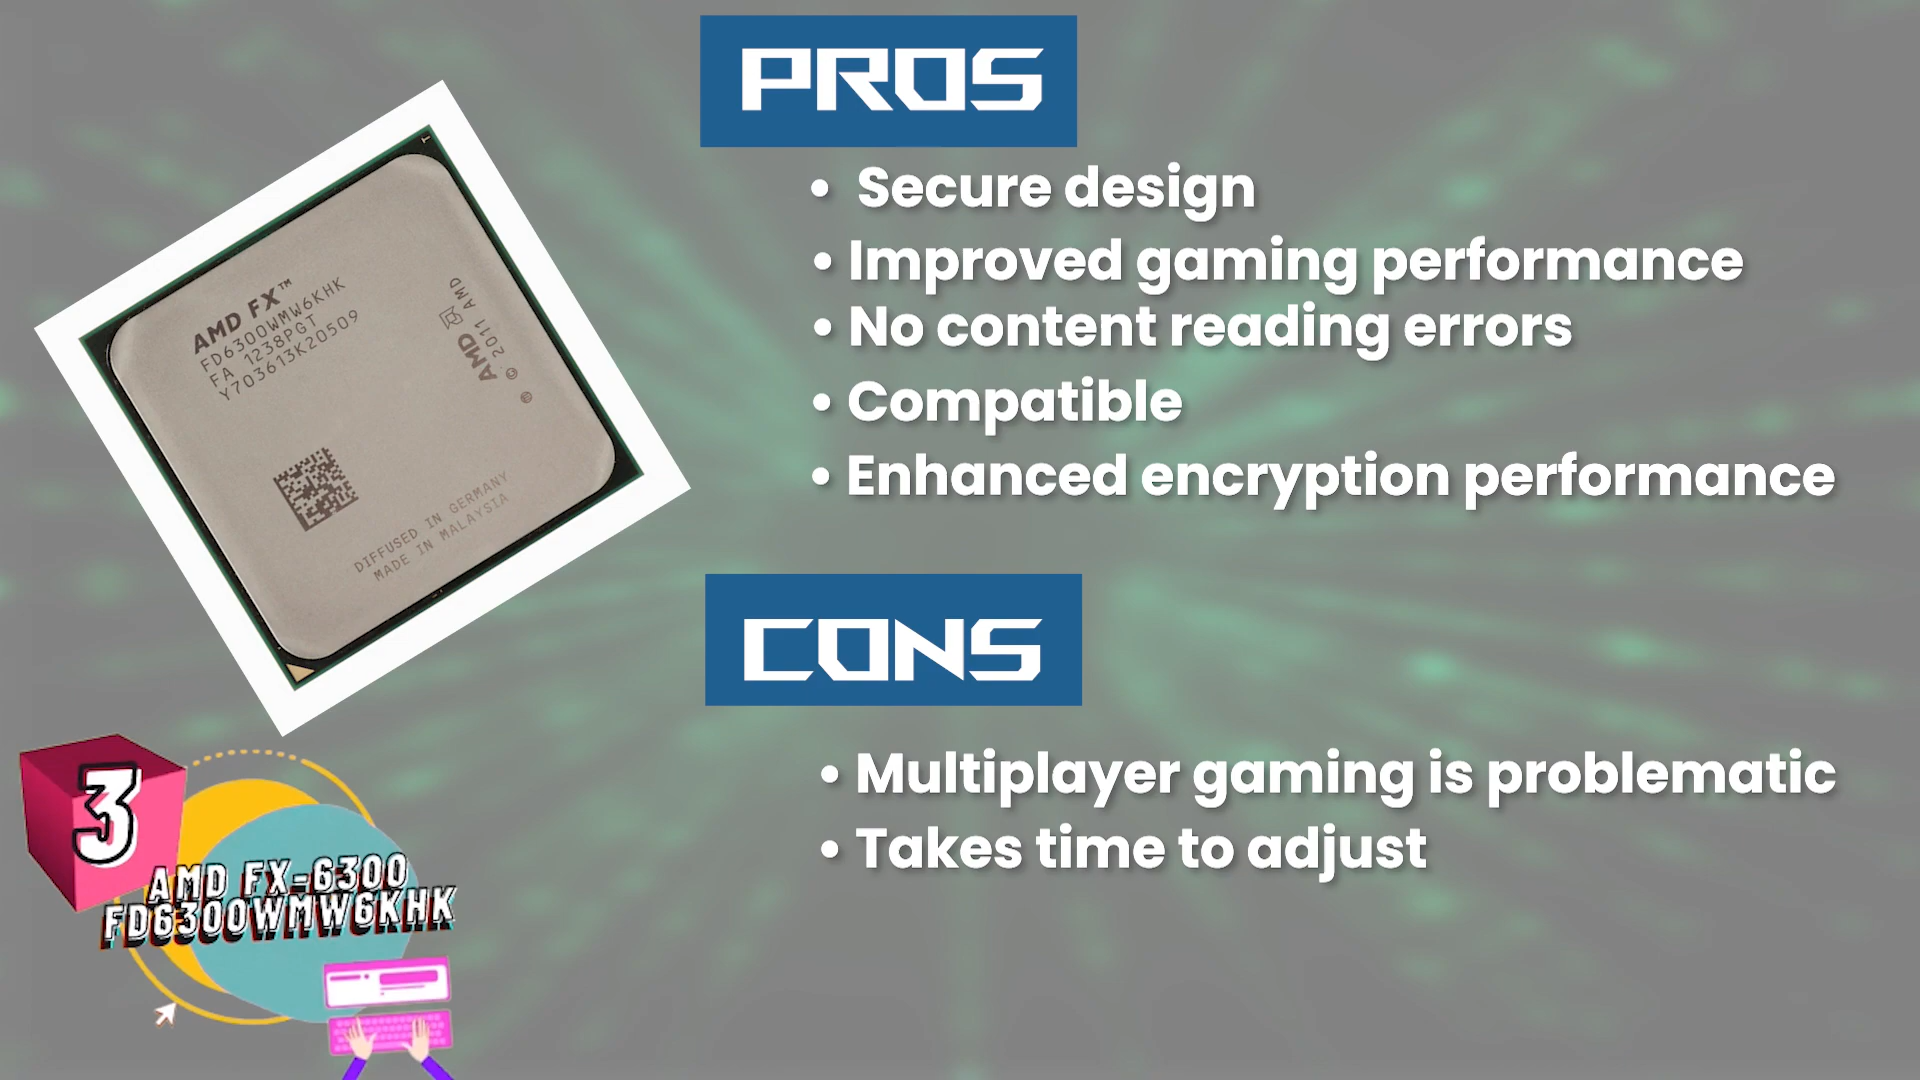 PROS
• Secure design
• Improved gaming performance
• No content reading errors
• Compatible
• Enhanced encryption performance
CONS
• Multiplayer gaming is problematic
• Takes time to adjust
AMD FX™
FD6300WMW6KHK
FA 1238PGT
Y703613K20509
AMD
© 2011 AMD
DIFFUSED IN GERMANY
MADE IN MALAYSIA
3
AMD FX-6300
FD6300WMW6KHK